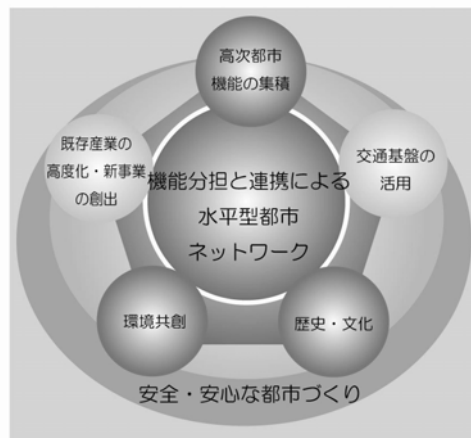 高次都市
機能の集積
既存産業の
高度化・新事業
の創出
交通基盤の
活用
機能分担と連携による
水平型都市
ネットワーク
環境共創
歴史・文化
安全・安心な都市づくり